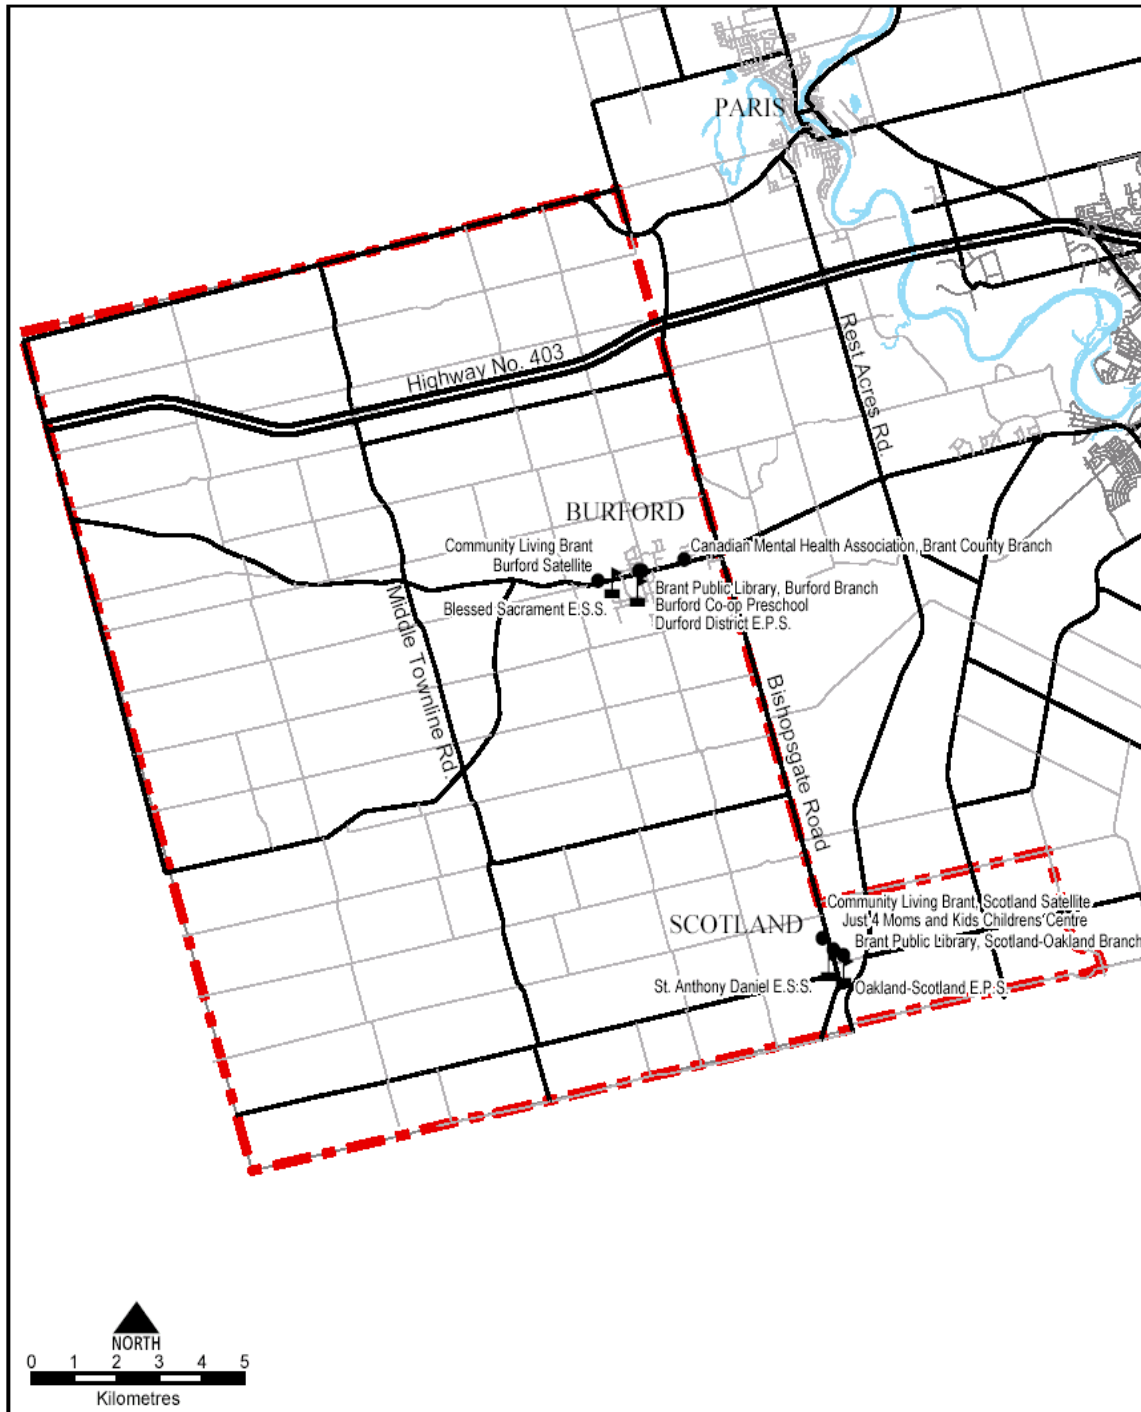 PARIS
Highway No. 403
Rest Acres Rd.
BURFORD
Community Living Brant
Burford Satellite
Canadian Mental Health Association, Brant County Branch
Blessed Sacrament E.S.S.
Brant Public Library, Burford Branch
Burford Co-op Preschool
Durford District E.P.S.
Middle Townline Rd.
Bishopsgate Road
Community Living Brant, Scotland Satellite
SCOTLAND
Just 4 Moms and Kids Childrens' Centre
Brant Public Library, Scotland-Oakland Branch
St. Anthony Daniel E.S.S.
Oakland-Scotland E.P.S.
NORTH
0 1 2 3 4 5
Kilometres